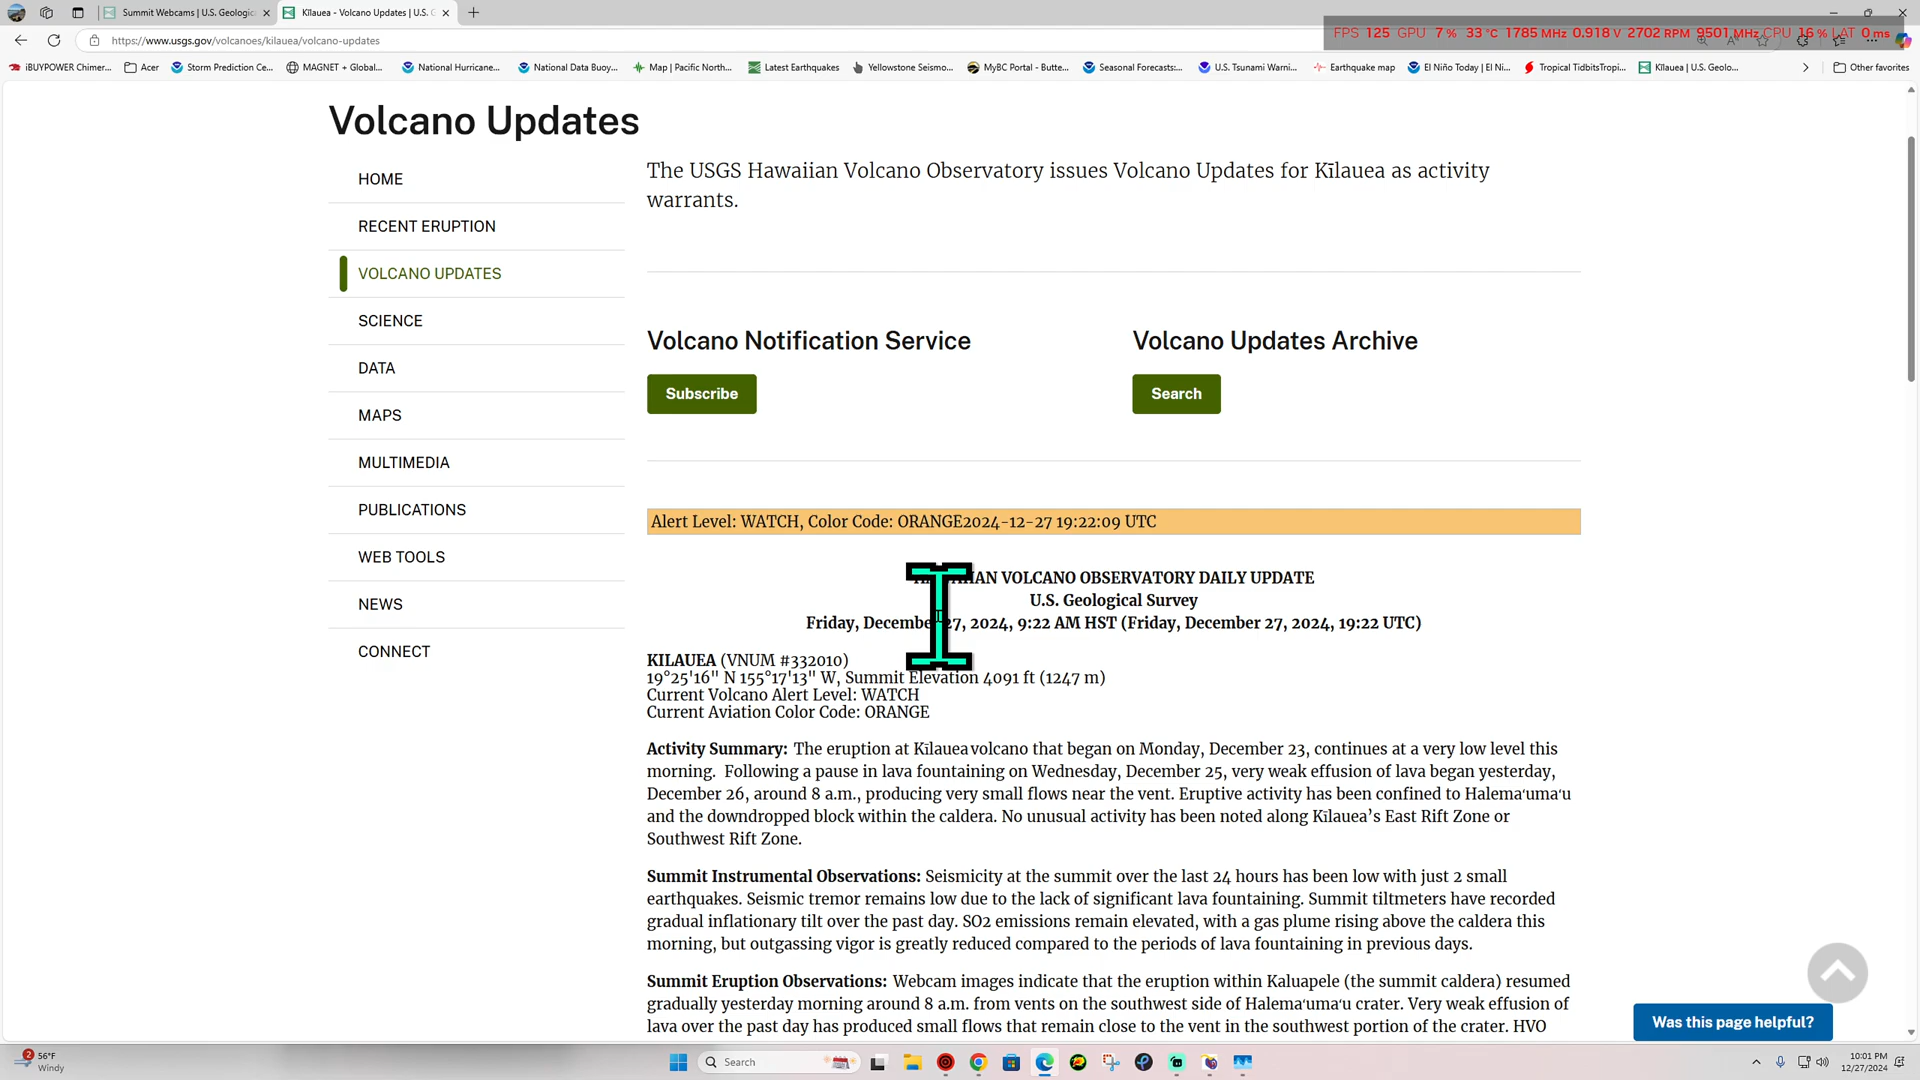 Summit Webcams | U.S. Geologic
Kīlauea - Volcano Updates | U.S. G
https://www.usgs.gov/volcanoes/kilauea/volcano-updates
FPS 125 GPU 7 % 33 °C 1785 MHz 0.918 V 2702 RPM 9501 MHz CPU 16 % LAT 0 ms
iBUYPOWER Chimer...
Acer
Storm Prediction Ce...
MAGNET + Global...
National Hurricane...
National Data Buoy...
Map | Pacific North...
Latest Earthquakes
Yellowstone Seismo...
MyBC Portal - Butte...
Seasonal Forecasts:...
U.S. Tsunami Warni...
Earthquake map
El Niño Today | El Ni...
Tropical TidbitsTropi...
Kīlauea | U.S. Geolo...
Other favorites
Volcano Updates
HOME
RECENT ERUPTION
VOLCANO UPDATES
SCIENCE
DATA
MAPS
MULTIMEDIA
PUBLICATIONS
WEB TOOLS
NEWS
CONNECT
The USGS Hawaiian Volcano Observatory issues Volcano Updates for Kīlauea as activity
warrants.
Volcano Notification Service
Subscribe
Volcano Updates Archive
Search
Alert Level: WATCH, Color Code: ORANGE2024-12-27 19:22:09 UTC
VOLCANO OBSERVATORY DAILY UPDATE
U.S. Geological Survey
Friday, December 27, 2024, 9:22 AM HST (Friday, December 27, 2024, 19:22 UTC)
KILAUEA (VNUM #332010)
19°25'16" N 155°17'13" W, Summit Elevation 4091 ft (1247 m)
Current Volcano Alert Level: WATCH
Current Aviation Color Code: ORANGE
Activity Summary: The eruption at Kīlauea volcano that began on Monday, December 23, continues at a very low level this
morning. Following a pause in lava fountaining on Wednesday, December 25, very weak effusion of lava began yesterday,
December 26, around 8 a.m., producing very small flows near the vent. Eruptive activity has been confined to Halemaʻumaʻu
and the downdropped block within the caldera. No unusual activity has been noted along Kīlauea’s East Rift Zone or
Southwest Rift Zone.
Summit Instrumental Observations: Seismicity at the summit over the last 24 hours has been low with just 2 small
earthquakes. Seismic tremor remains low due to the lack of significant lava fountaining. Summit tiltmeters have recorded
gradual inflationary tilt over the past day. SO2 emissions remain elevated, with a gas plume rising above the caldera this
morning, but outgassing vigor is greatly reduced compared to the periods of lava fountaining in previous days.
Summit Eruption Observations: Webcam images indicate that the eruption within Kaluapele (the summit caldera) resumed
gradually yesterday morning around 8 a.m. from vents on the southwest side of Halemaʻumaʻu crater. Very weak effusion of
lava over the past day has produced small flows that remain close to the vent in the southwest portion of the crater. HVO
Was this page helpful?
2
56°F
Windy
Search
10:01 PM
12/27/2024